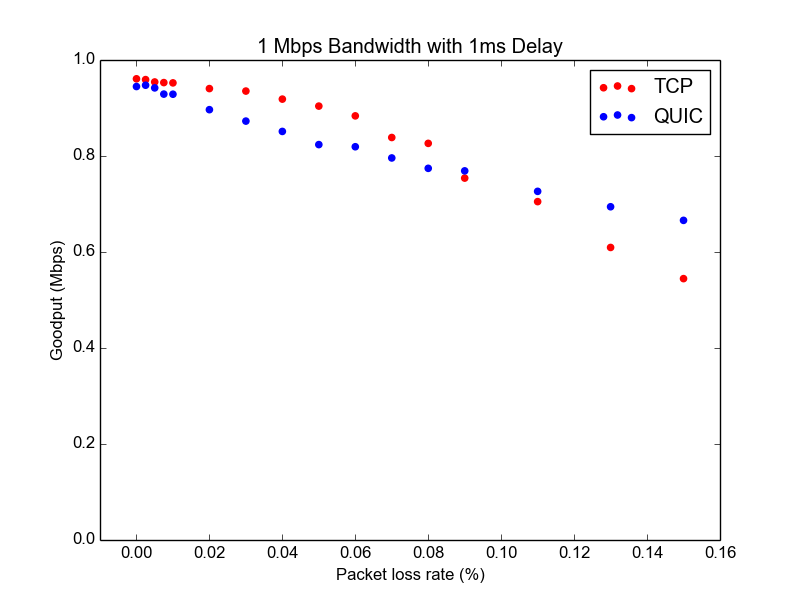 1 Mbps Bandwidth with 1ms Delay
TCP
QUIC
1.0
0.8
0.6
0.4
0.2
0.0
Goodput (Mbps)
0.00 0.02 0.04 0.06 0.08 0.10 0.12 0.14 0.16
Packet loss rate (%)